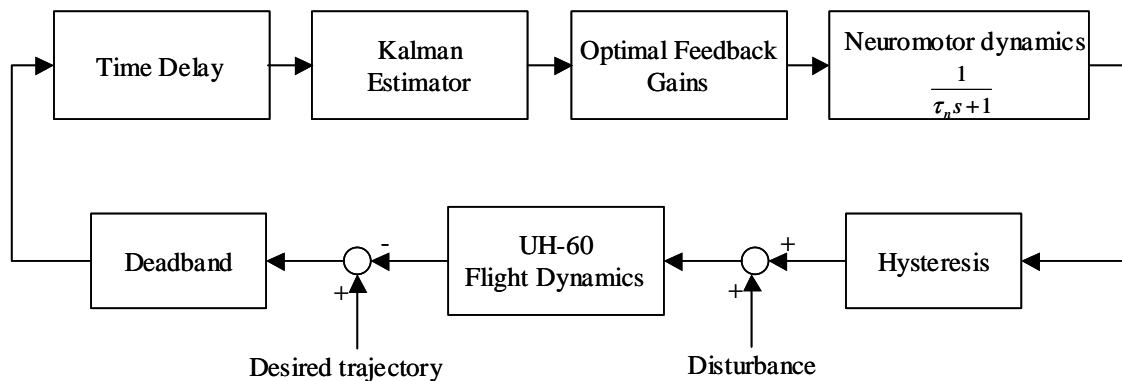 Time Delay
Kalman
Estimator
Optimal Feedback
Gains
Neuromotor dynamics
1
τₙs+1
Deadband
-
+
UH-60
Flight Dynamics
+
+
Hysteresis
Desired trajectory
Disturbance